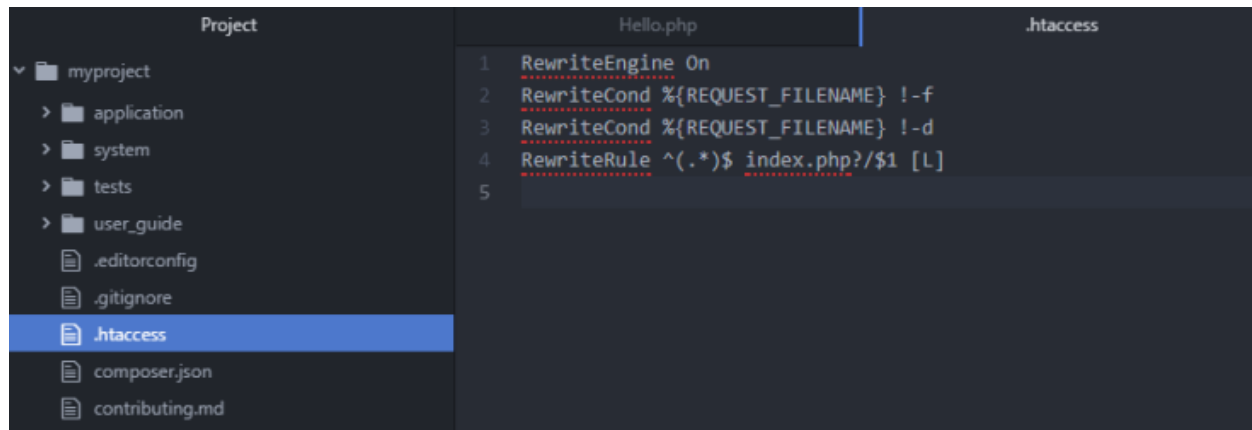 Project
myproject
application
system
tests
user_guide
.editorconfig
.gitignore
.htaccess
composer.json
contributing.md
Hello.php
.htaccess
1 RewriteEngine On
2 RewriteCond %{REQUEST_FILENAME} !-f
3 RewriteCond %{REQUEST_FILENAME} !-d
4 RewriteRule ^(.*)$ index.php?/$1 [L]
5